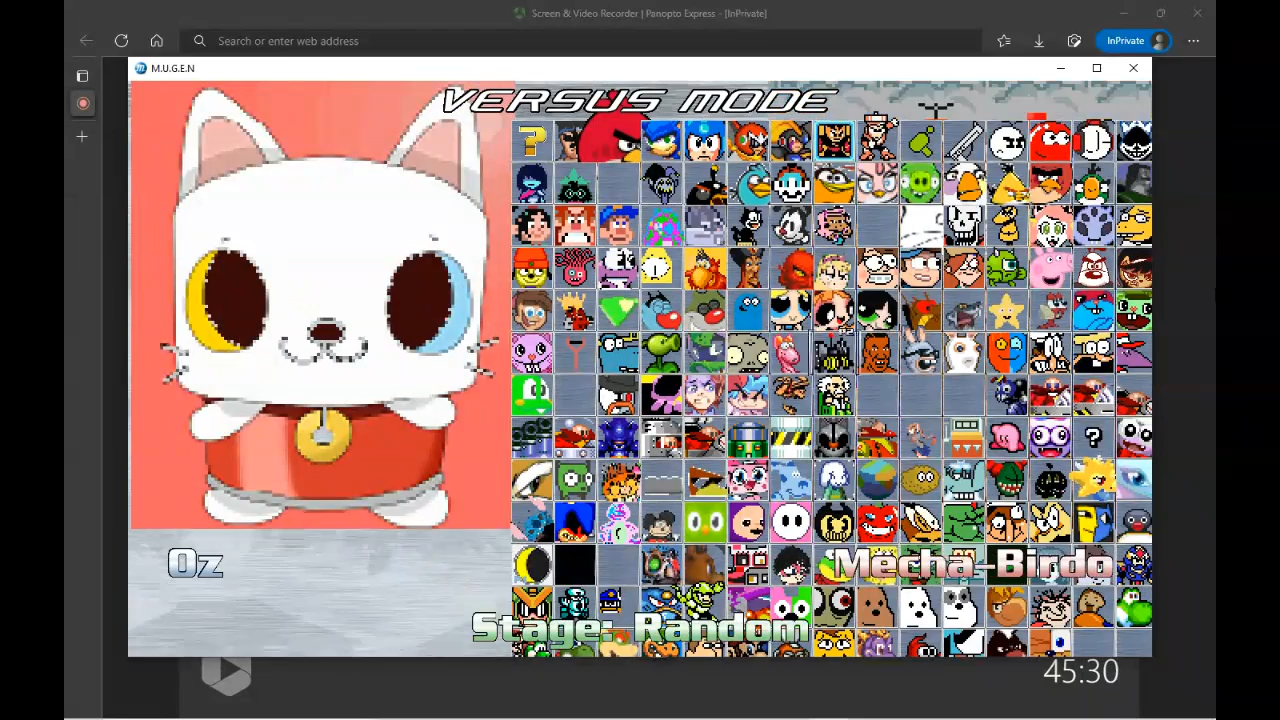 Screen & Video Recorder | Panopto Express - [InPrivate]
Search or enter web address
InPrivate
M.U.G.E.N
VERSUS MODE
?
?
Oz
Mecha-Birdo
Stage: Random
45:30